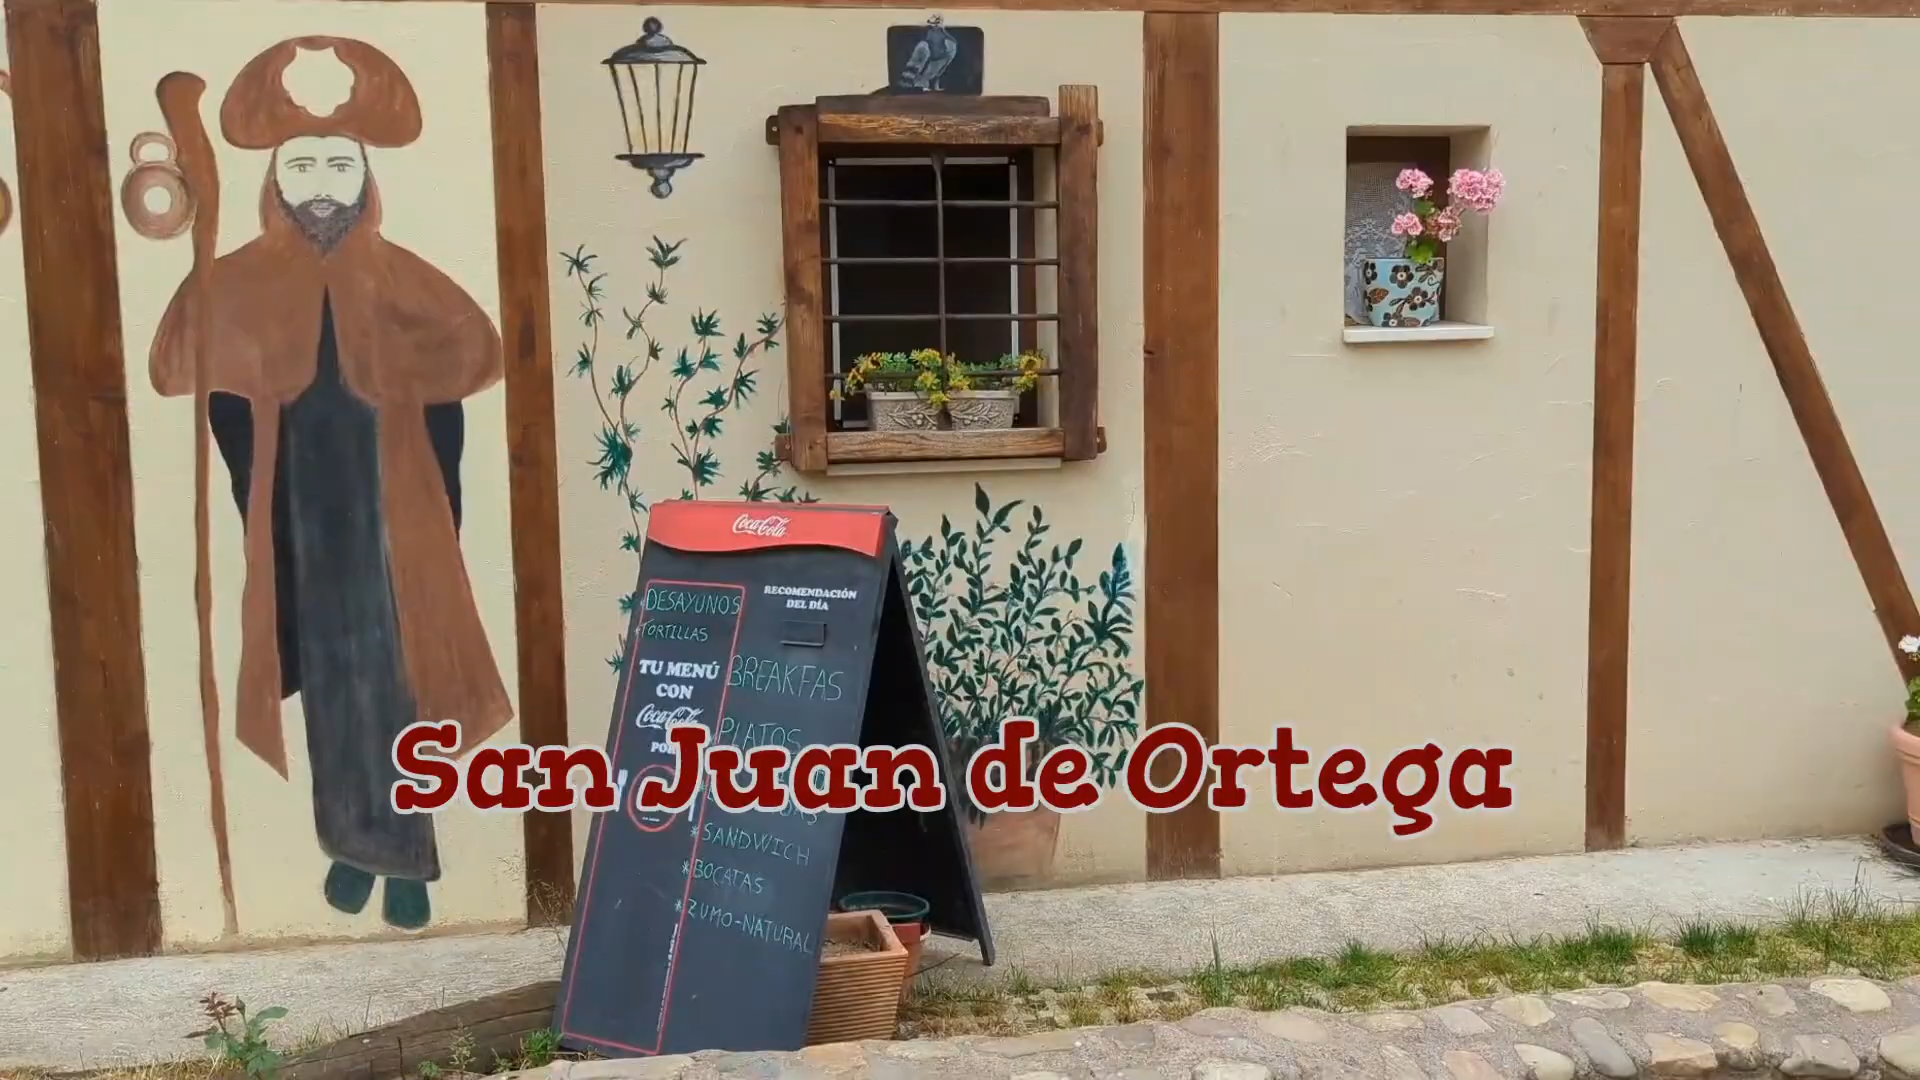 Coca-Cola
DESAYUNOS
TORTILLAS
RECOMENDACIÓN
DEL DÍA
TU MENÚ
CON
Coca-Cola
POR
BREAKFAS
PLATOS
*SANDWICH
*BOCATAS
*ZUMO-NATURAL
San Juan de Ortega